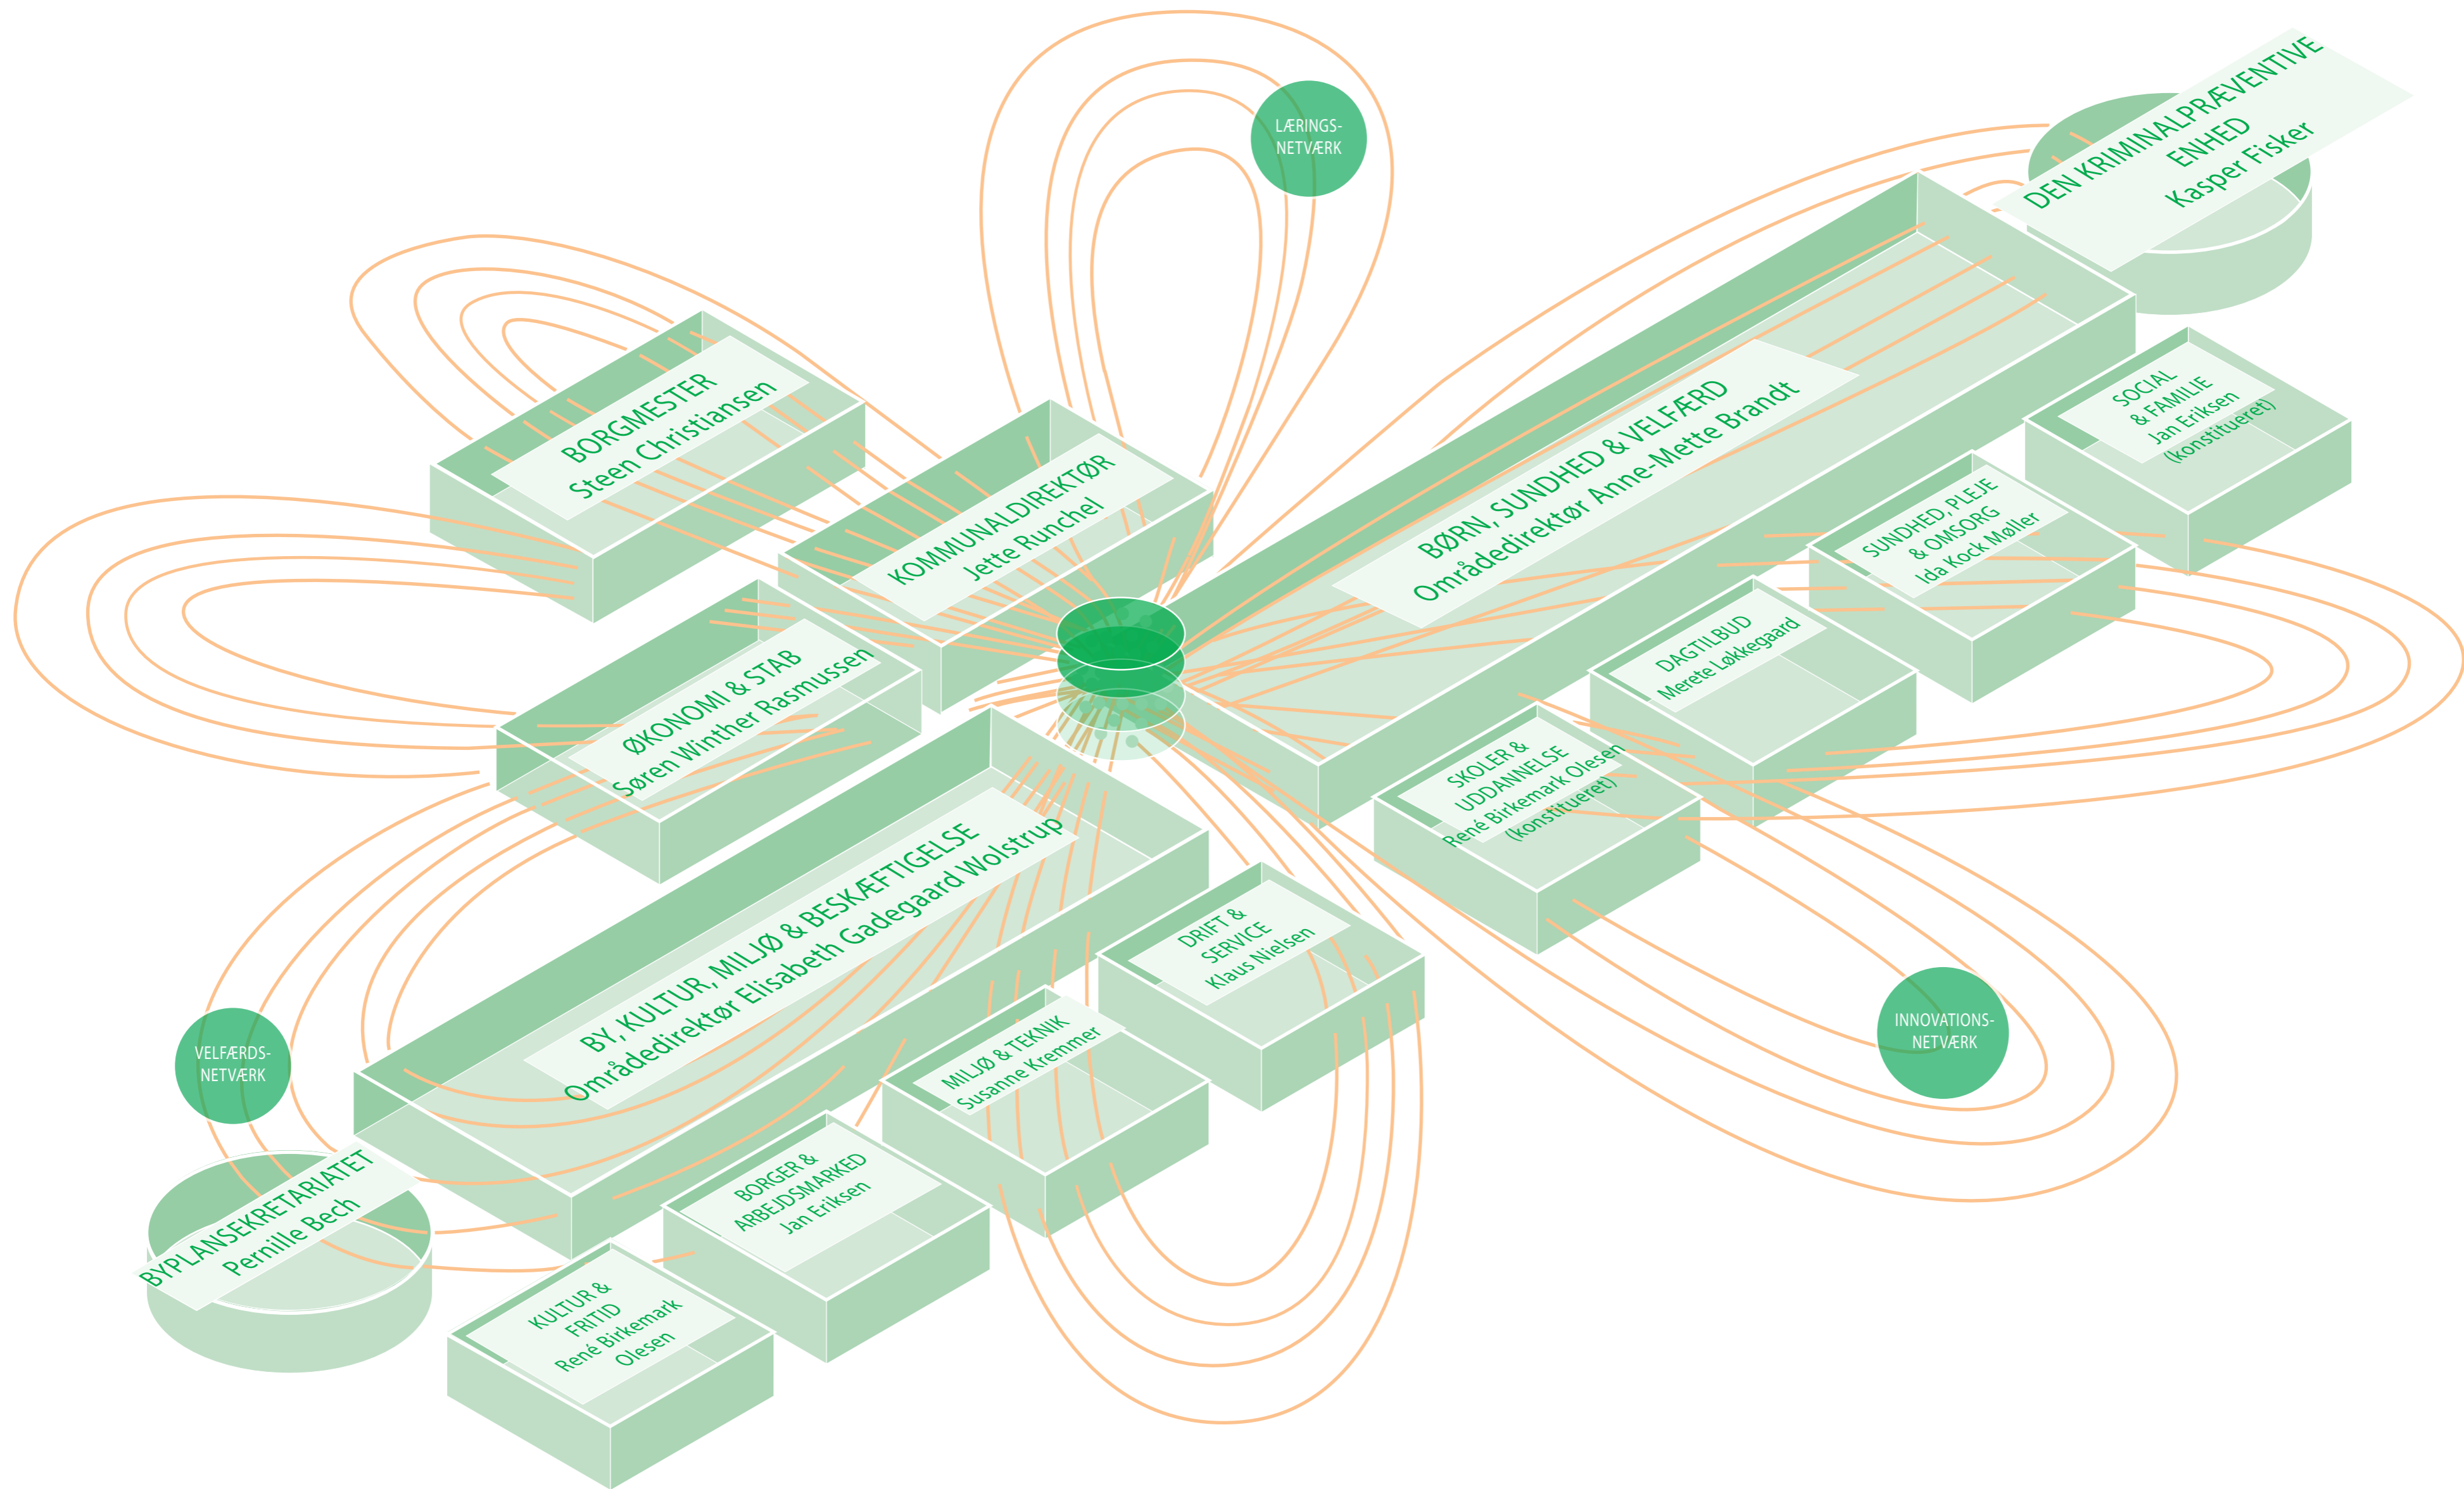 LÆRINGS-
NETVÆRK
DEN KRIMINALPRÆVENTIVE
ENHED
Kasper Fisker
BORGMESTER
Steen Christiansen
KOMMUNALDIREKTØR
Jette Runchel
BØRN, SUNDHED & VELFÆRD
Områdedirektør Anne-Mette Brandt
SOCIAL
& FAMILIE
Jan Eriksen
(konstitueret)
SUNDHED, PLEJE
& OMSORG
Ida Kock Møller
DAGTILBUD
Merete Løkkegaard
SKOLER &
UDDANNELSE
René Birkemark Olesen
(konstitueret)
ØKONOMI & STAB
Søren Winther Rasmussen
BY, KULTUR, MILJØ & BESKÆFTIGELSE
Områdedirektør Elisabeth Gadegaard Wolstrup
DRIFT &
SERVICE
Klaus Nielsen
MILJØ & TEKNIK
Susanne Kremmer
BORGER &
ARBEJDSMARKED
Jan Eriksen
KULTUR &
FRITID
René Birkemark
Olesen
VELFÆRDS-
NETVÆRK
INNOVATIONS-
NETVÆRK
BYPLANSEKRETARIATET
Pernille Bech